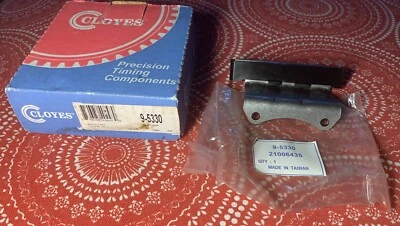 CLOYES
Precision
Timing
Components
CLOYES
9-5330
9-5330
21006435
QTY : 1
MADE IN TAIWAN